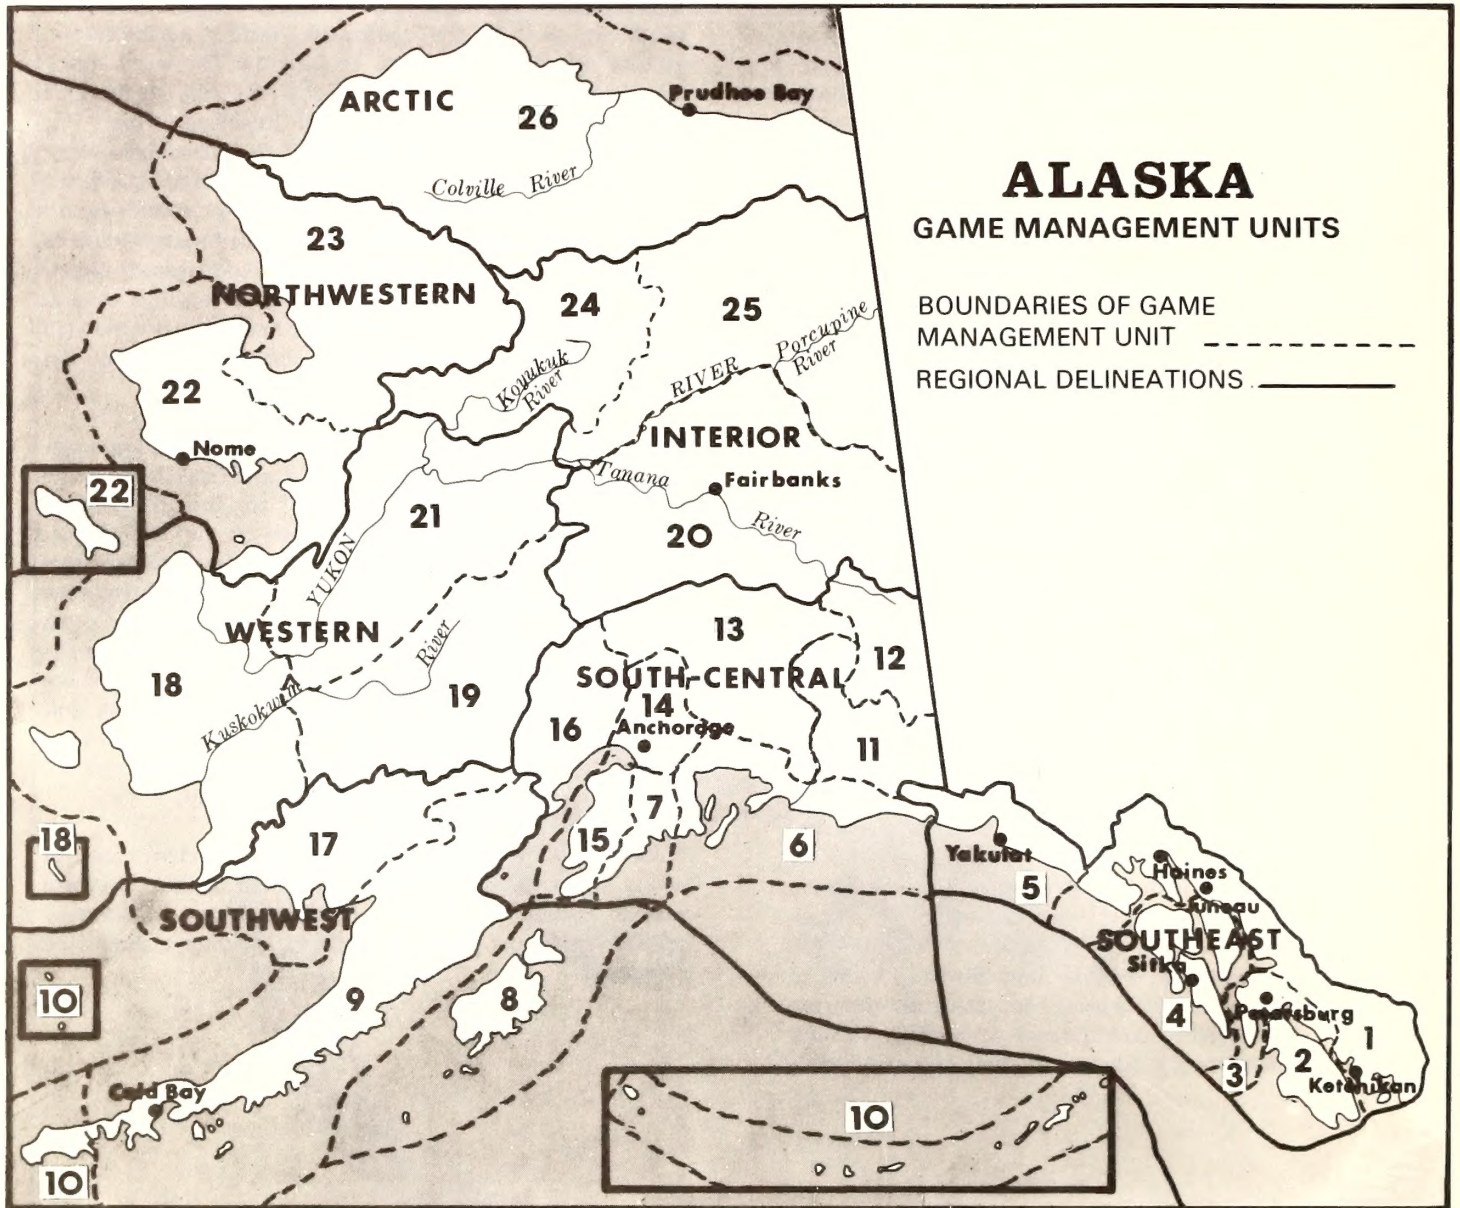 ALASKA
GAME MANAGEMENT UNITS
BOUNDARIES OF GAME
MANAGEMENT UNIT
REGIONAL DELINEATIONS
ARCTIC
26
Prudhoe Bay
Colville River
23
NORTHWESTERN
24
25
Porcupine
River
Koyukuk
River
RIVER
22
INTERIOR
Nome
22
Tanana
Fairbanks
21
River
20
YUKON
WESTERN
River
13
12
18
SOUTH-CENTRAL
19
14
Kuskokwim
16
Anchorage
11
17
15
7
6
18
Yakutat
5
Haines
Juneau
SOUTHWEST
SOUTHEAST
Sitka
10
9
8
4
Petersburg
1
2
3
Ketchikan
Cold Bay
10
10